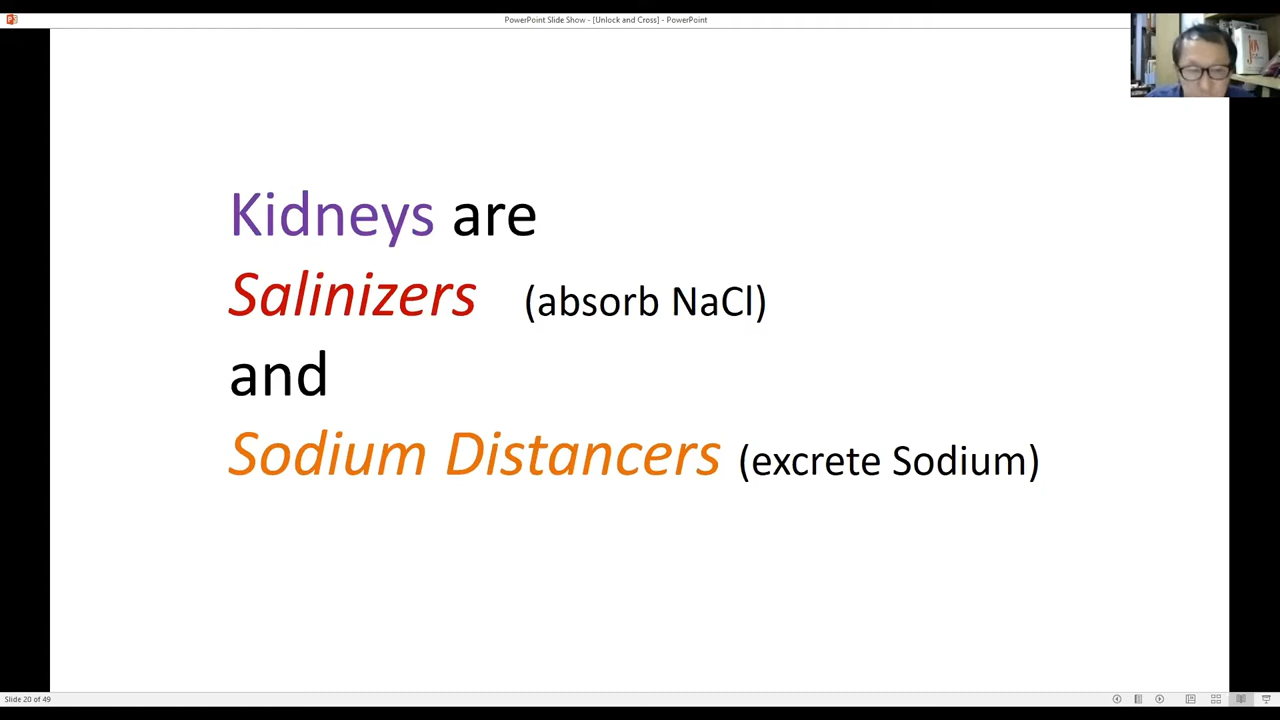 PowerPoint Slide Show - [Unlock and Cross] - PowerPoint
Kidneys are
Salinizers (absorb NaCl)
and
Sodium Distancers (excrete Sodium)
Slide 20 of 49